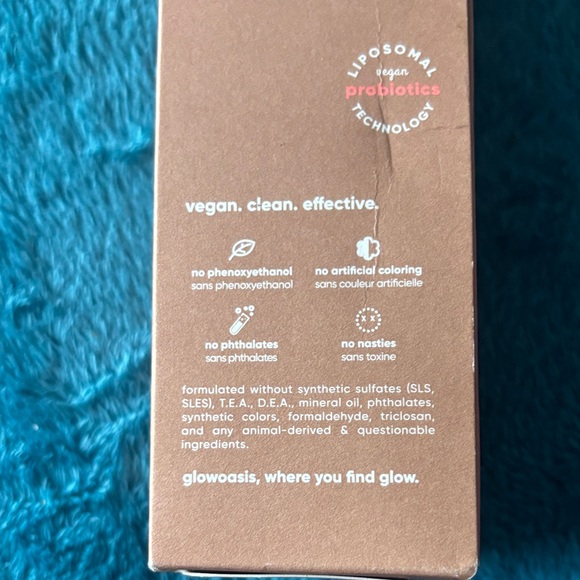 LIPOSOMAL
vegan
probiotics
TECHNOLOGY
vegan. clean. effective.
no phenoxyethanol
sans phenoxyethanol
no artificial coloring
sans couleur artificielle
no phthalates
sans phthalates
no nasties
sans toxine
formulated without synthetic sulfates (SLS,
SLES), T.E.A., D.E.A., mineral oil, phthalates,
synthetic colors, formaldehyde, triclosan,
and any animal-derived & questionable
ingredients.
glowoasis, where you find glow.